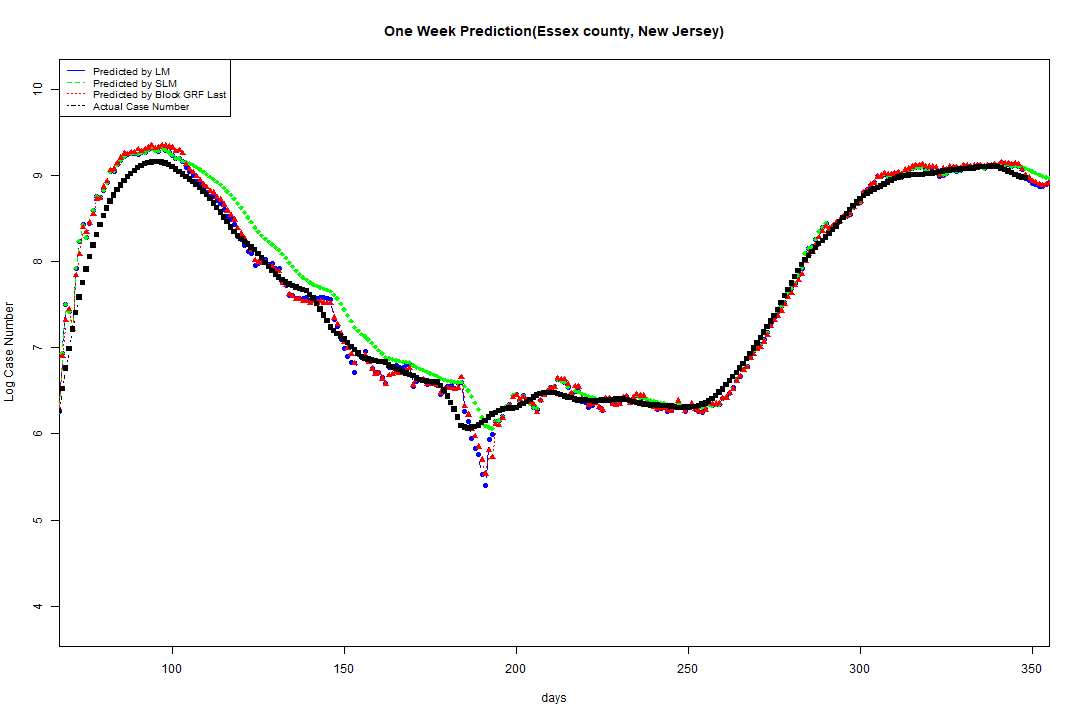 One Week Prediction(Essex county, New Jersey)
Predicted by LM
Predicted by SLM
Predicted by Block GRF Last
Actual Case Number
10
9
8
7
6
5
4
Log Case Number
100 150 200 250 300 350
days